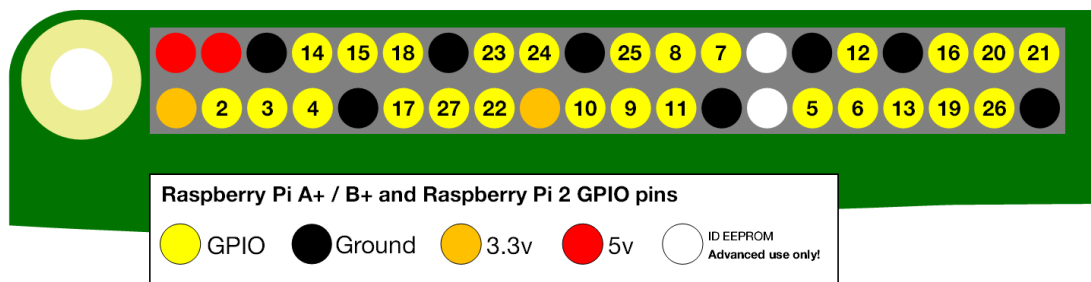 14 15 18 23 24 25 8 7 12 16 20 21
2 3 4 17 27 22 10 9 11 5 6 13 19 26
Raspberry Pi A+ / B+ and Raspberry Pi 2 GPIO pins
GPIO Ground 3.3v 5v ID EEPROM
Advanced use only!